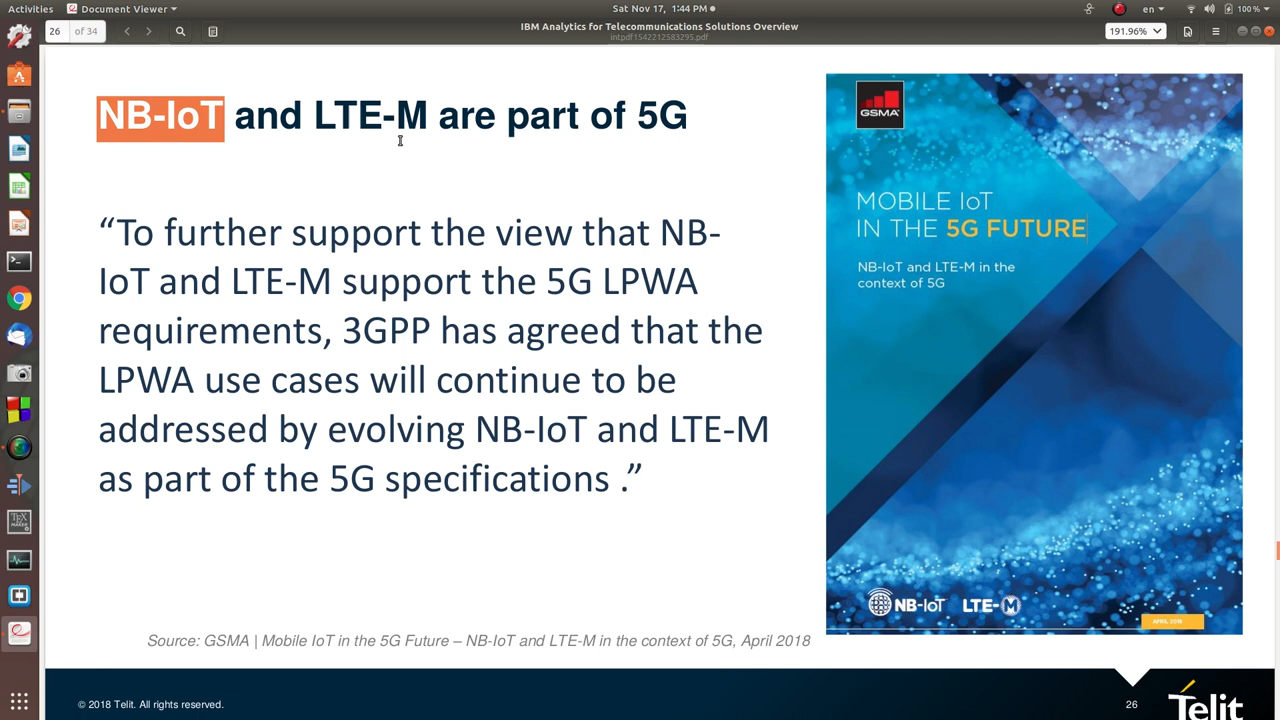 Activities
Document Viewer
Sat Nov 17, 1:44 PM
en
100 %
26 of 34
IBM Analytics for Telecommunications Solutions Overview
intpdf1542212583295.pdf
191.96%
NB-IoT and LTE-M are part of 5G
“To further support the view that NB-
IoT and LTE-M support the 5G LPWA
requirements, 3GPP has agreed that the
LPWA use cases will continue to be
addressed by evolving NB-IoT and LTE-M
as part of the 5G specifications .”
Source: GSMA | Mobile IoT in the 5G Future – NB-IoT and LTE-M in the context of 5G, April 2018
GSMA
MOBILE IoT
IN THE 5G FUTURE
NB-IoT and LTE-M in the
context of 5G
NB-IoT LTE-M
APRIL 2018
© 2018 Telit. All rights reserved.
26
Telit